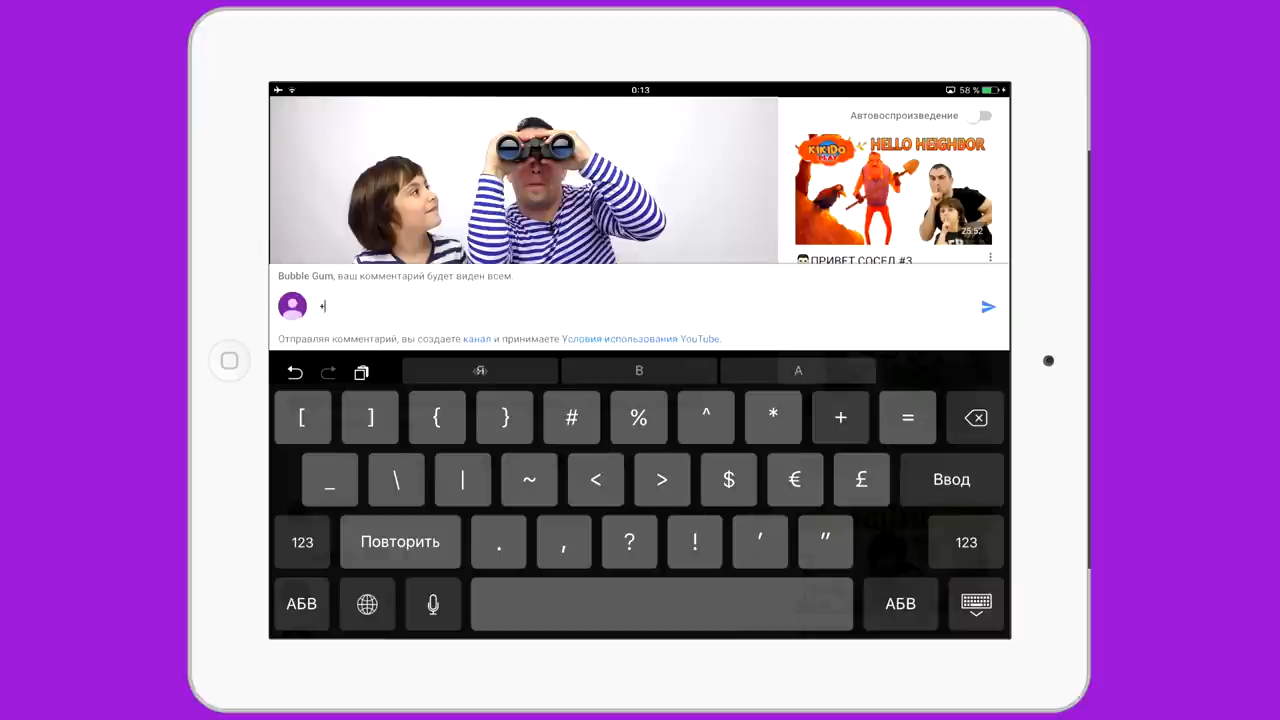 0:13
58 %
Автовоспроизведение
KIKIDO PLAY
HELLO NEIGHBOR
25:52
ПРИВЕТ СОСЕД #3
Bubble Gum, ваш комментарий будет виден всем.
+
Отправляя комментарий, вы создаете канал и принимаете Условия использования YouTube.
«Я» В А
[ ] { } # % ^ * + =
_ \ | ~ < > $ € £ Ввод
123 Повторить . , ? ! ' " 123
АБВ АБВ